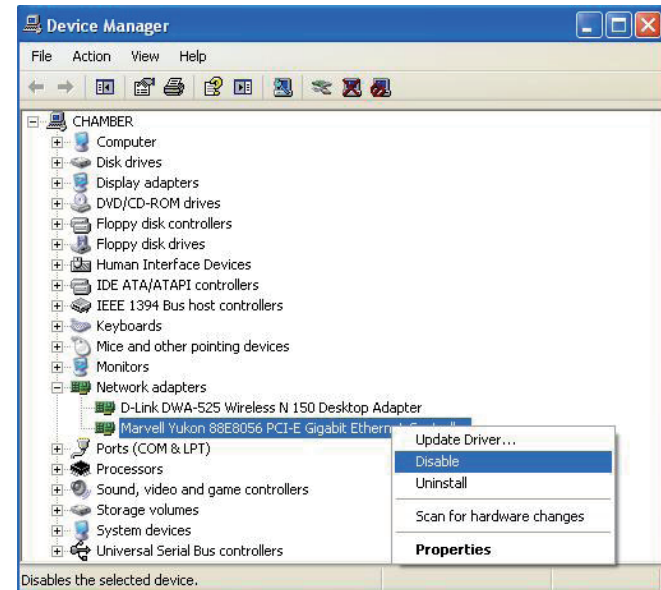 Device Manager
File Action View Help
CHAMBER
Computer
Disk drives
Display adapters
DVD/CD-ROM drives
Floppy disk controllers
Floppy disk drives
Human Interface Devices
IDE ATA/ATAPI controllers
IEEE 1394 Bus host controllers
Keyboards
Mice and other pointing devices
Monitors
Network adapters
D-Link DWA-525 Wireless N 150 Desktop Adapter
Marvell Yukon 88E8056 PCI-E Gigabit
Ports (COM & LPT)
Processors
Sound, video and game controllers
Storage volumes
System devices
Universal Serial Bus controllers
Update Driver...
Disable
Uninstall
Scan for hardware changes
Properties
Disables the selected device.